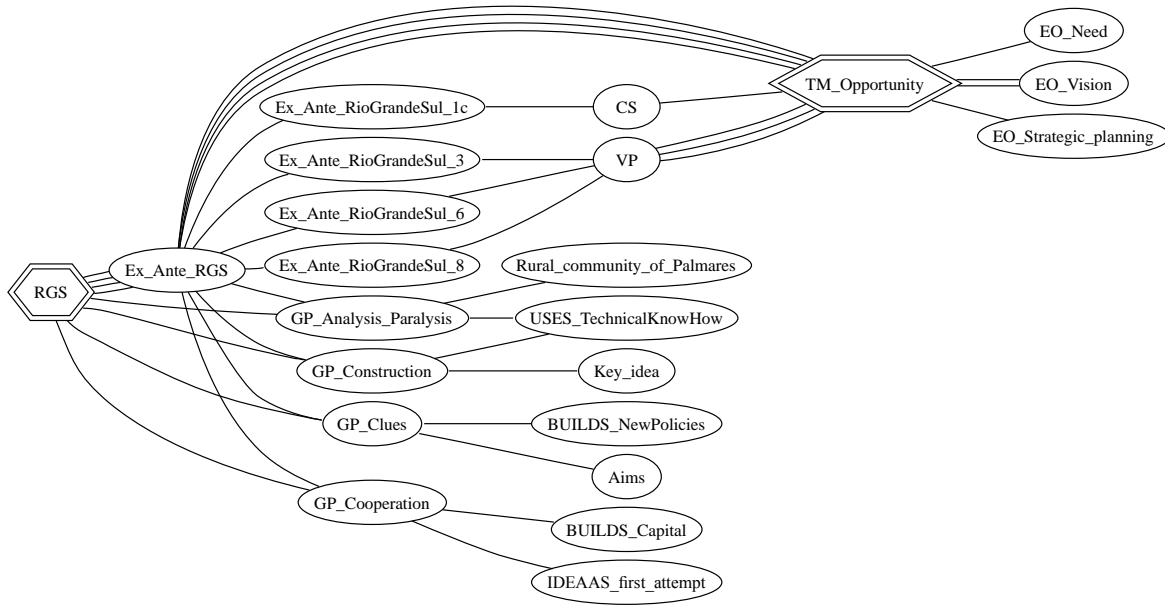 EO_Need
TM_Opportunity
EO_Vision
Ex_Ante_RioGrandeSul_1c
CS
EO_Strategic_planning
Ex_Ante_RioGrandeSul_3
VP
Ex_Ante_RioGrandeSul_6
Ex_Ante_RGS
Ex_Ante_RioGrandeSul_8
Rural_community_of_Palmares
RGS
GP_Analysis_Paralysis
USES_TechnicalKnowHow
GP_Construction
Key_idea
GP_Clues
BUILDS_NewPolicies
Aims
GP_Cooperation
BUILDS_Capital
IDEAAS_first_attempt